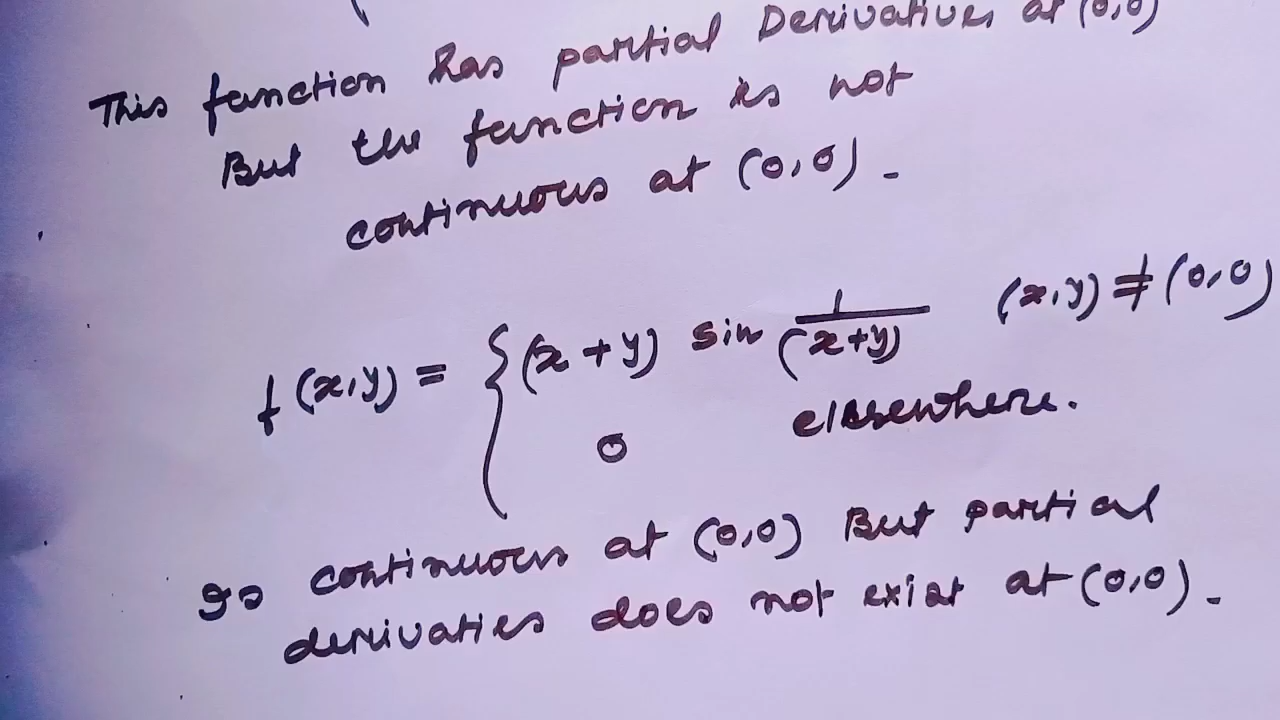 This function has partial Derivatives at (0,0)
But the function is not
continuous at (0,0).
f(x,y) = { (x+y) sin 1/(x+y) (x,y) ≠ (0,0)
0 elsewhere.
Is continuous at (0,0) But partial
derivaties does not exist at (0,0).